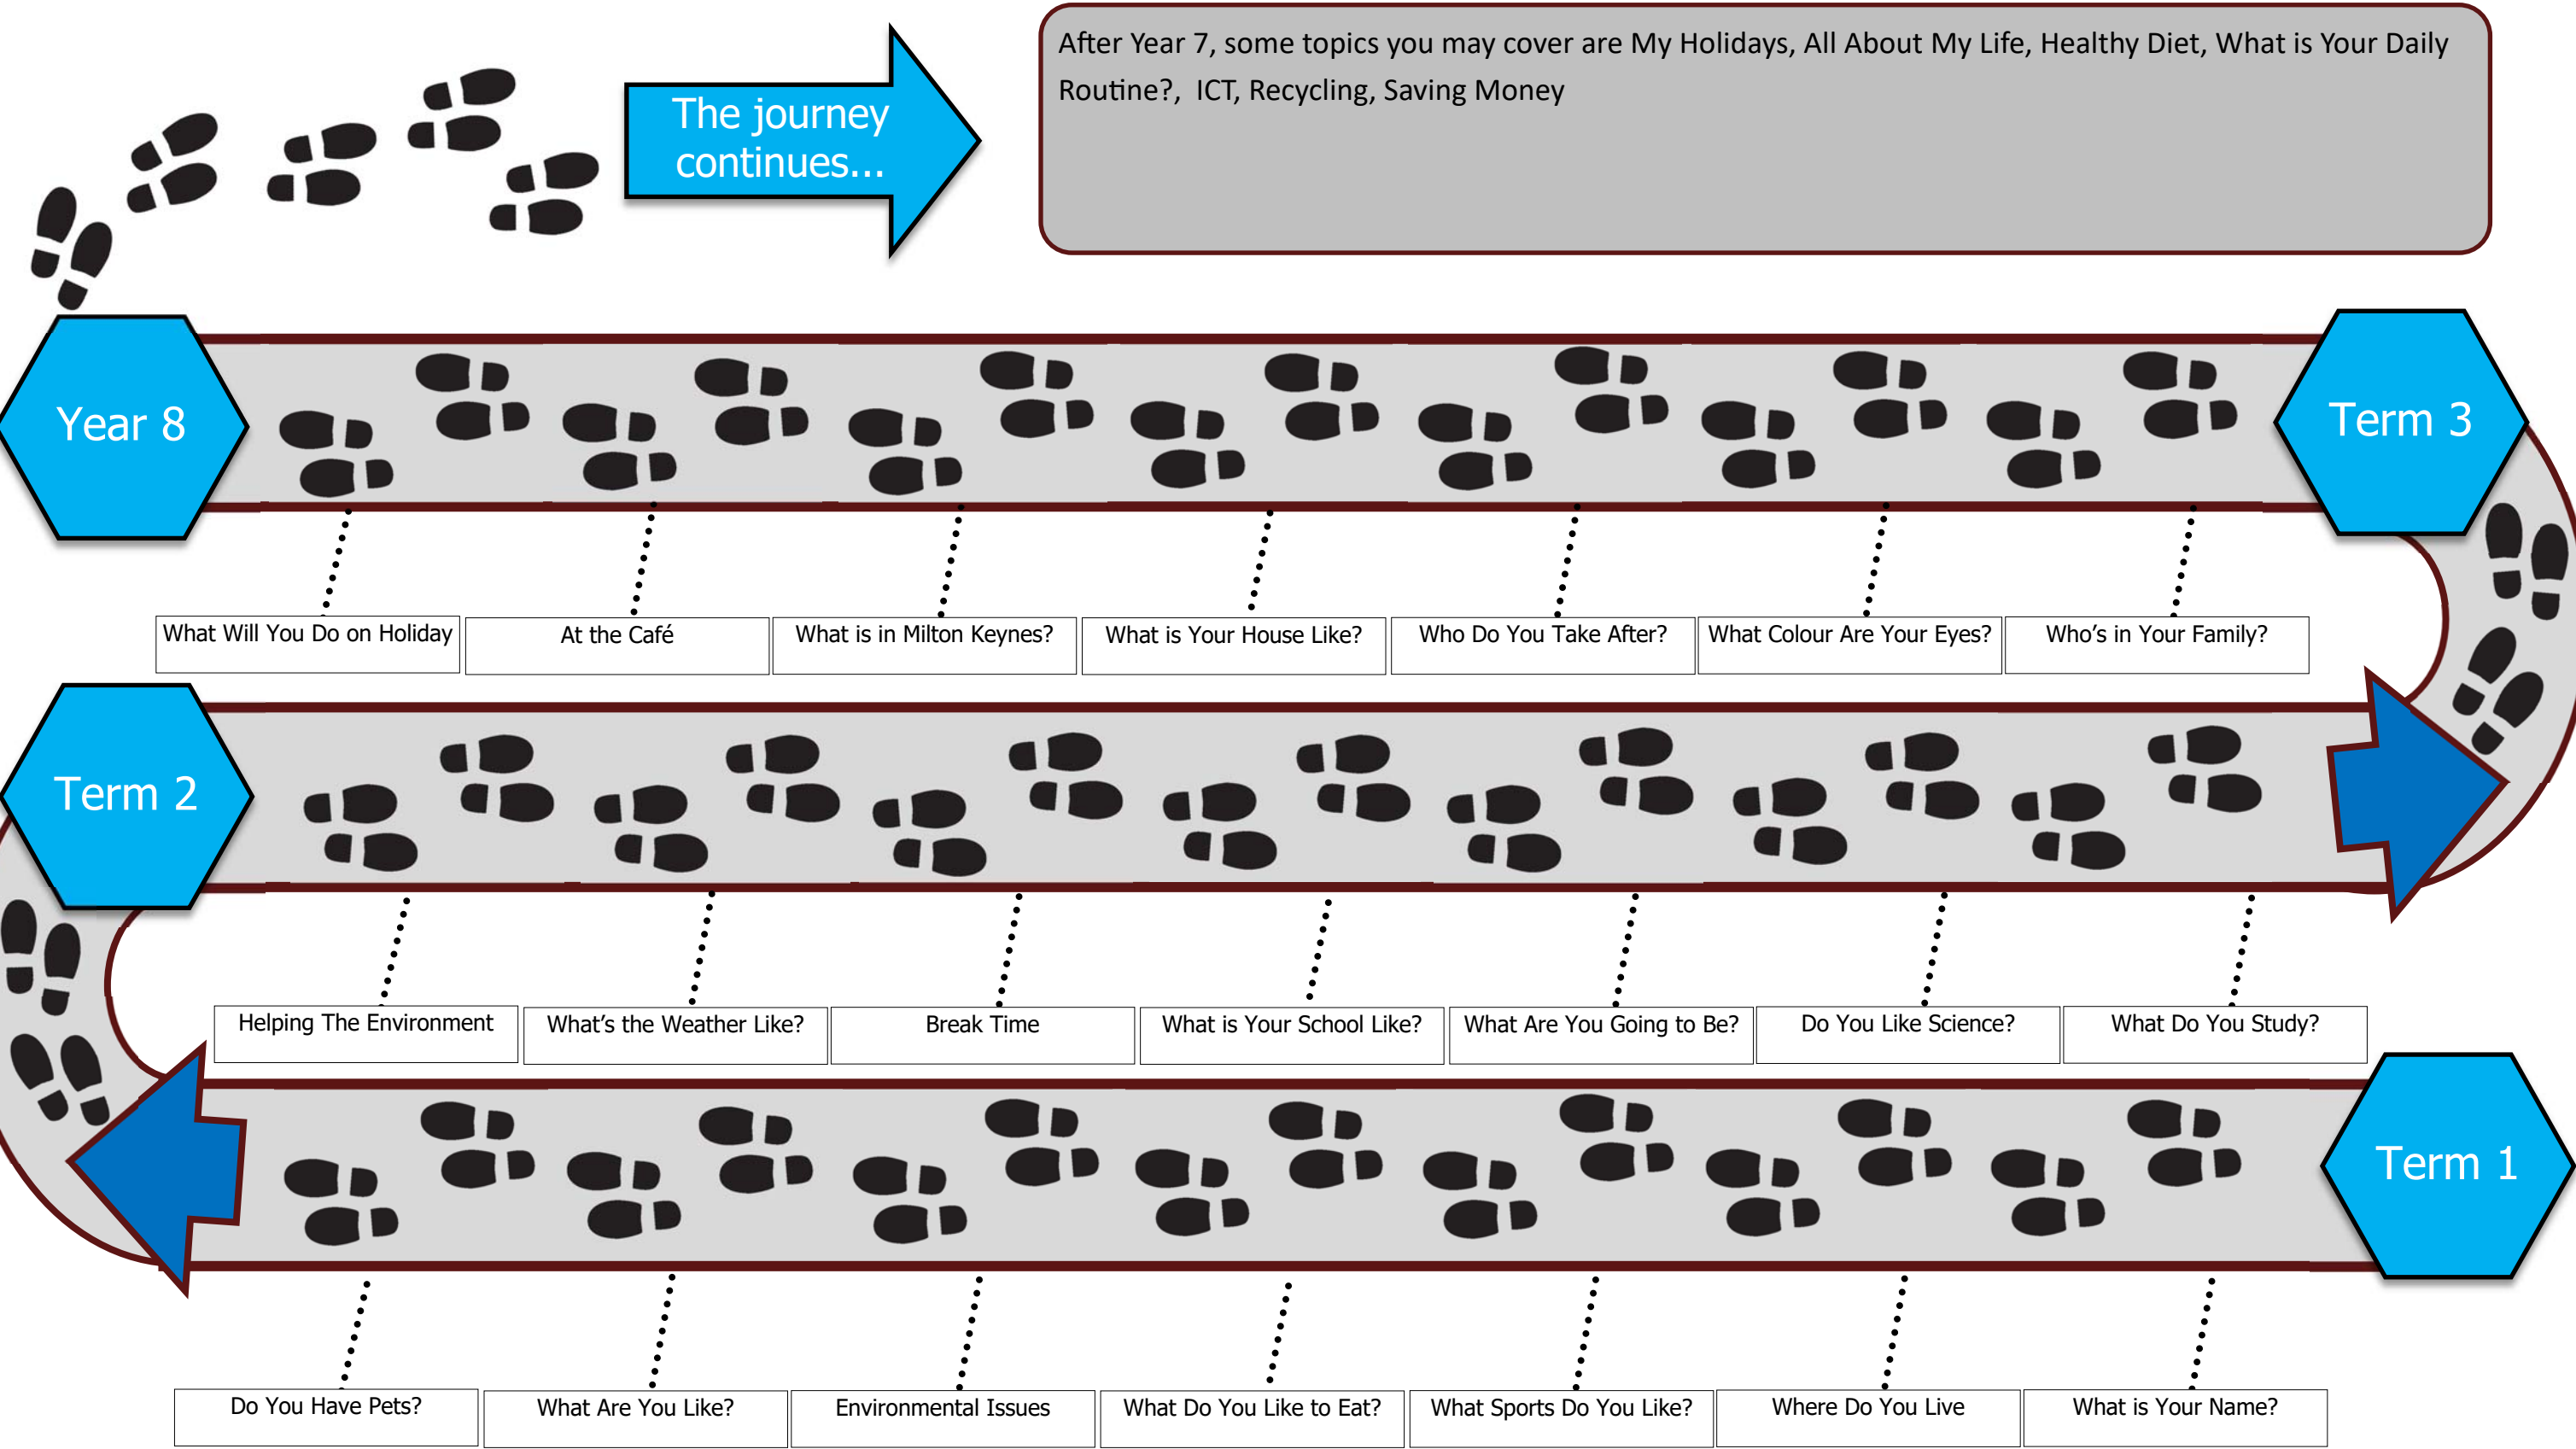 After Year 7, some topics you may cover are My Holidays, All About My Life, Healthy Diet, What is Your Daily
Routine?, ICT, Recycling, Saving Money
The journey
continues...
Year 8
Term 3
What Will You Do on Holiday
At the Café
What is in Milton Keynes?
What is Your House Like?
Who Do You Take After?
What Colour Are Your Eyes?
Who’s in Your Family?
Term 2
Helping The Environment
What’s the Weather Like?
Break Time
What is Your School Like?
What Are You Going to Be?
Do You Like Science?
What Do You Study?
Term 1
Do You Have Pets?
What Are You Like?
Environmental Issues
What Do You Like to Eat?
What Sports Do You Like?
Where Do You Live
What is Your Name?